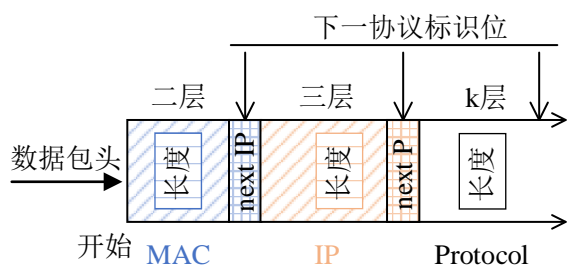 下一协议标识位
二层 三层 k层
数据包头
长度 next IP 长度 next P 长度
开始 MAC IP Protocol